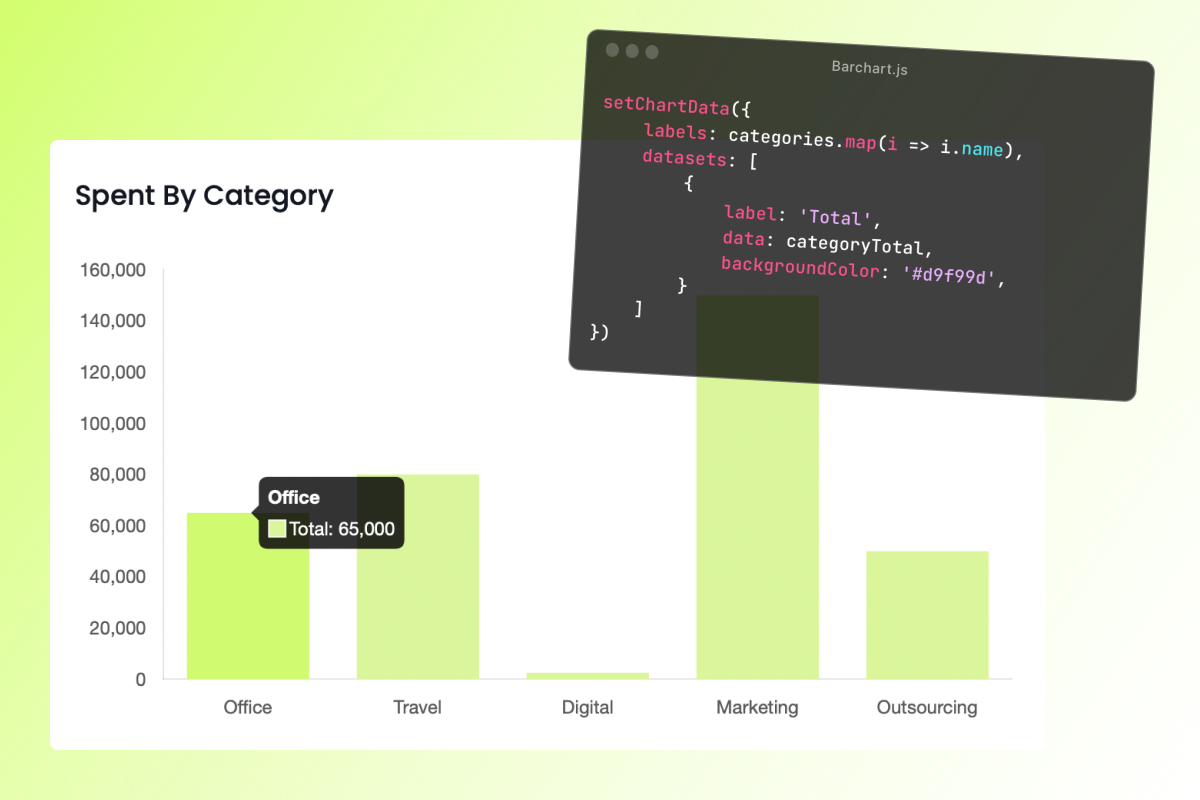 Barchart.js
setChartData({
labels: categories.map(i => i.name),
datasets: [
{
label: 'Total',
data: categoryTotal,
backgroundColor: '#d9f99d',
}
]
})
Spent By Category
160,000
140,000
120,000
100,000
80,000
60,000
40,000
20,000
0
Office
Total: 65,000
Office
Travel
Digital
Marketing
Outsourcing